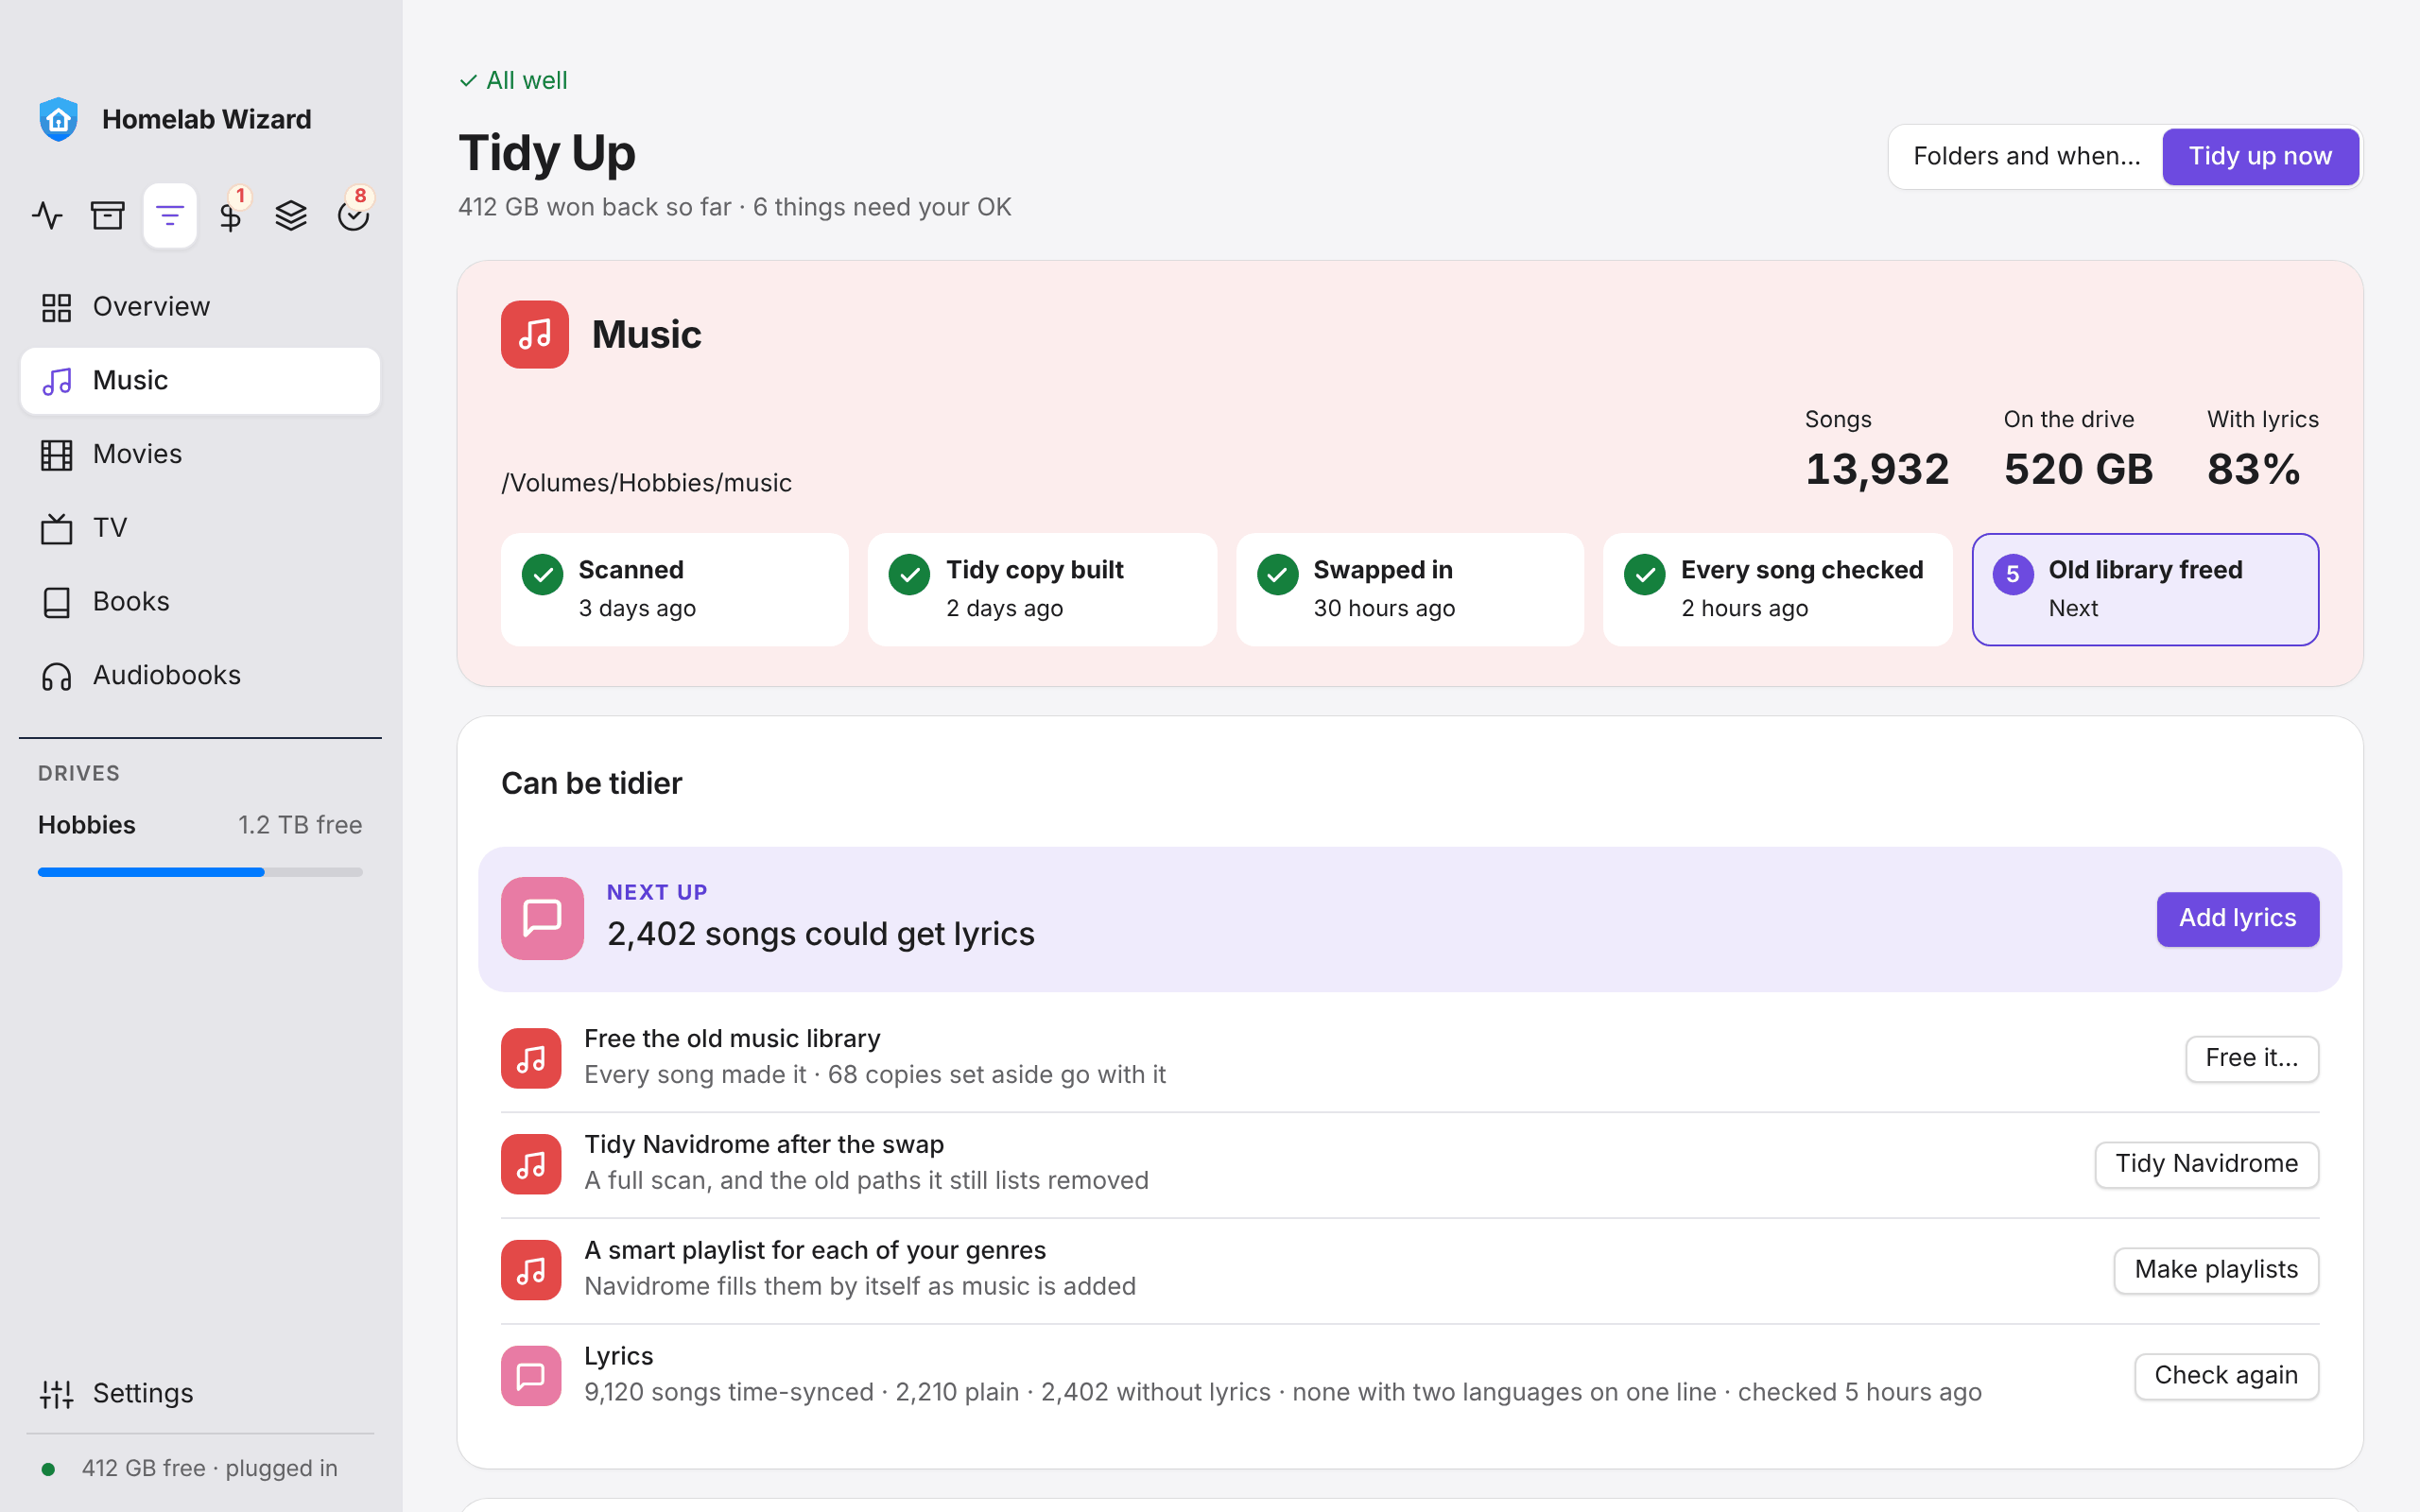 Homelab Wizard
1
8
Overview
Music
Movies
TV
Books
Audiobooks
DRIVES
Hobbies 1.2 TB free
Settings
412 GB free · plugged in
All well
Tidy Up
412 GB won back so far · 6 things need your OK
Folders and when...
Tidy up now
Music
/Volumes/Hobbies/music
Songs
13,932
On the drive
520 GB
With lyrics
83%
Scanned
3 days ago
Tidy copy built
2 days ago
Swapped in
30 hours ago
Every song checked
2 hours ago
5
Old library freed
Next
Can be tidier
NEXT UP
2,402 songs could get lyrics
Add lyrics
Free the old music library
Every song made it · 68 copies set aside go with it
Free it...
Tidy Navidrome after the swap
A full scan, and the old paths it still lists removed
Tidy Navidrome
A smart playlist for each of your genres
Navidrome fills them by itself as music is added
Make playlists
Lyrics
9,120 songs time-synced · 2,210 plain · 2,402 without lyrics · none with two languages on one line · checked 5 hours ago
Check again